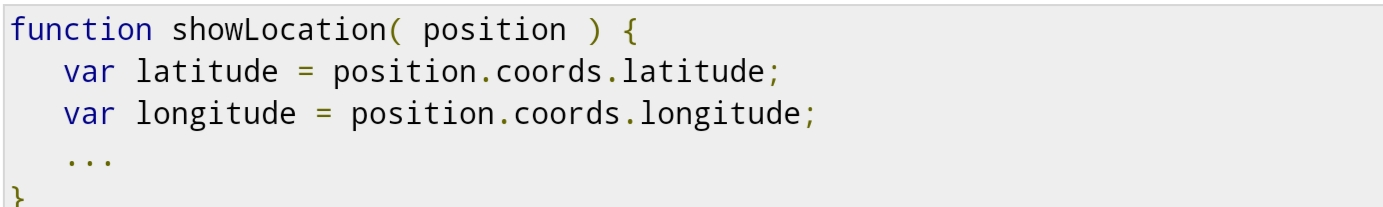 function showLocation( position ) {
   var latitude = position.coords.latitude;
   var longitude = position.coords.longitude;
   ...
}